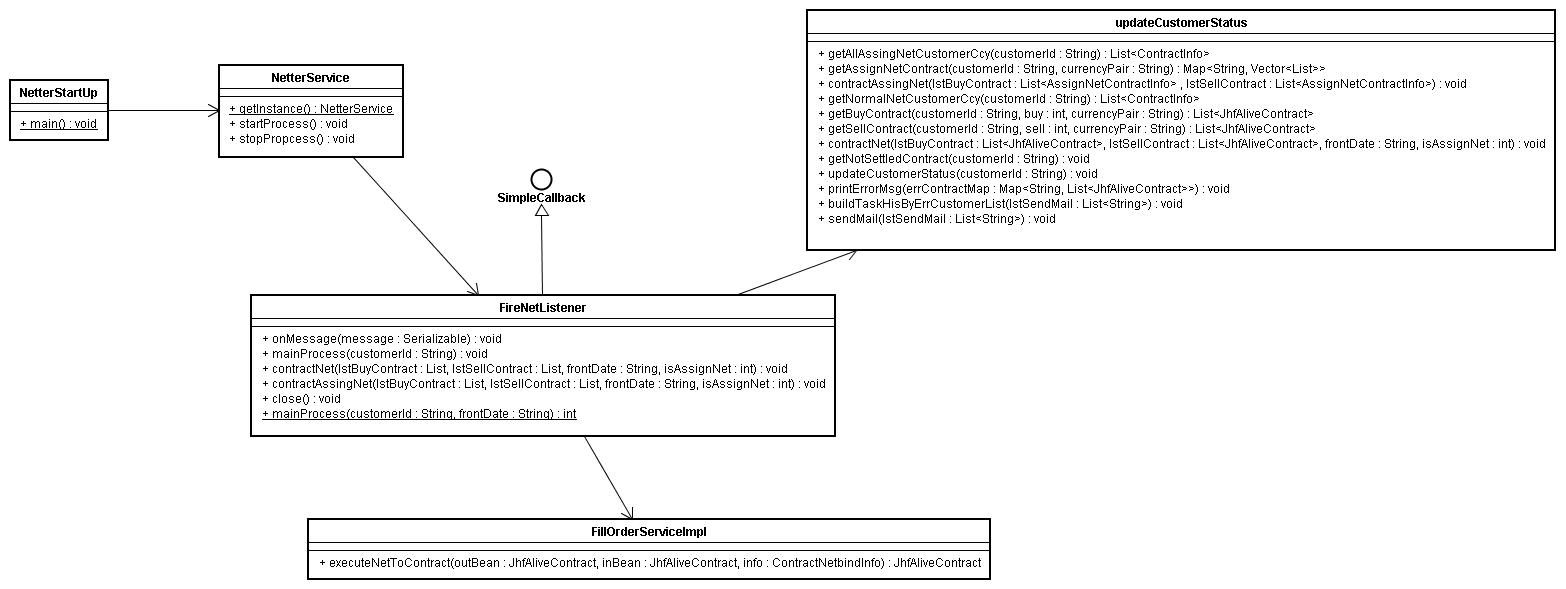 NetterStartUp
+ main() : void
NetterService
+ getInstance() : NetterService
+ startProcess() : void
+ stopPropcess() : void
SimpleCallback
updateCustomerStatus
+ getAllAssingNetCustomerCcy(customerId : String) : List<ContractInfo>
+ getAssignNetContract(customerId : String, currencyPair : String) : Map<String, Vector<List>>
+ contractAssingNet(lstBuyContract : List<AssignNetContractInfo> , lstSellContract : List<AssignNetContractInfo>) : void
+ getNormalNetCustomerCcy(customerId : String) : List<ContractInfo>
+ getBuyContract(customerId : String, buy : int, currencyPair : String) : List<JhfAliveContract>
+ getSellContract(customerId : String, sell : int, currencyPair : String) : List<JhfAliveContract>
+ contractNet(lstBuyContract : List<JhfAliveContract>, lstSellContract : List<JhfAliveContract>, frontDate : String, isAssignNet : int) : void
+ getNotSettledContract(customerId : String) : void
+ updateCustomerStatus(customerId : String) : void
+ printErrorMsg(errContractMap : Map<String, List<JhfAliveContract>>) : void
+ buildTaskHisByErrCustomerList(lstSendMail : List<String>) : void
+ sendMail(lstSendMail : List<String>) : void
FireNetListener
+ onMessage(message : Serializable) : void
+ mainProcess(customerId : String) : void
+ contractNet(lstBuyContract : List, lstSellContract : List, frontDate : String, isAssignNet : int) : void
+ contractAssingNet(lstBuyContract : List, lstSellContract : List, frontDate : String, isAssignNet : int) : void
+ close() : void
+ mainProcess(customerId : String, frontDate : String) : int
FillOrderServiceImpl
+ executeNetToContract(outBean : JhfAliveContract, inBean : JhfAliveContract, info : ContractNetbindInfo) : JhfAliveContract